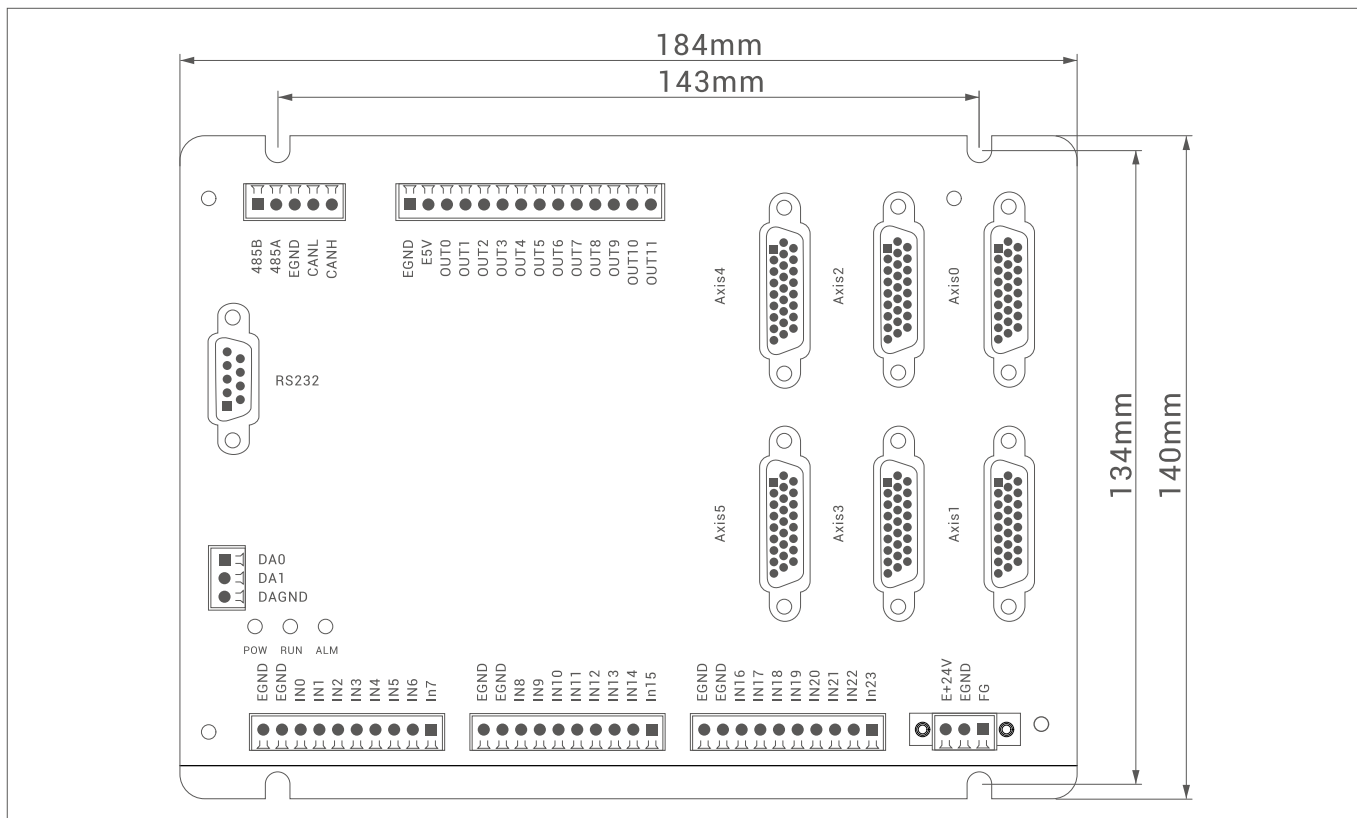 184mm
143mm
485B
485A
EGND
CANL
CANH
EGND
E5V
OUT0
OUT1
OUT2
OUT3
OUT4
OUT5
OUT6
OUT7
OUT8
OUT9
OUT10
OUT11
Axis4
Axis2
Axis0
RS232
134mm
140mm
Axis5
Axis3
Axis1
DA0
DA1
DAGND
POW RUN ALM
EGND
EGND
IN0
IN1
IN2
IN3
IN4
IN5
IN6
In7
EGND
EGND
IN8
IN9
IN10
IN11
IN12
IN13
IN14
In15
EGND
EGND
IN16
IN17
IN18
IN19
IN20
IN21
IN22
In23
E+24V
EGND
FG